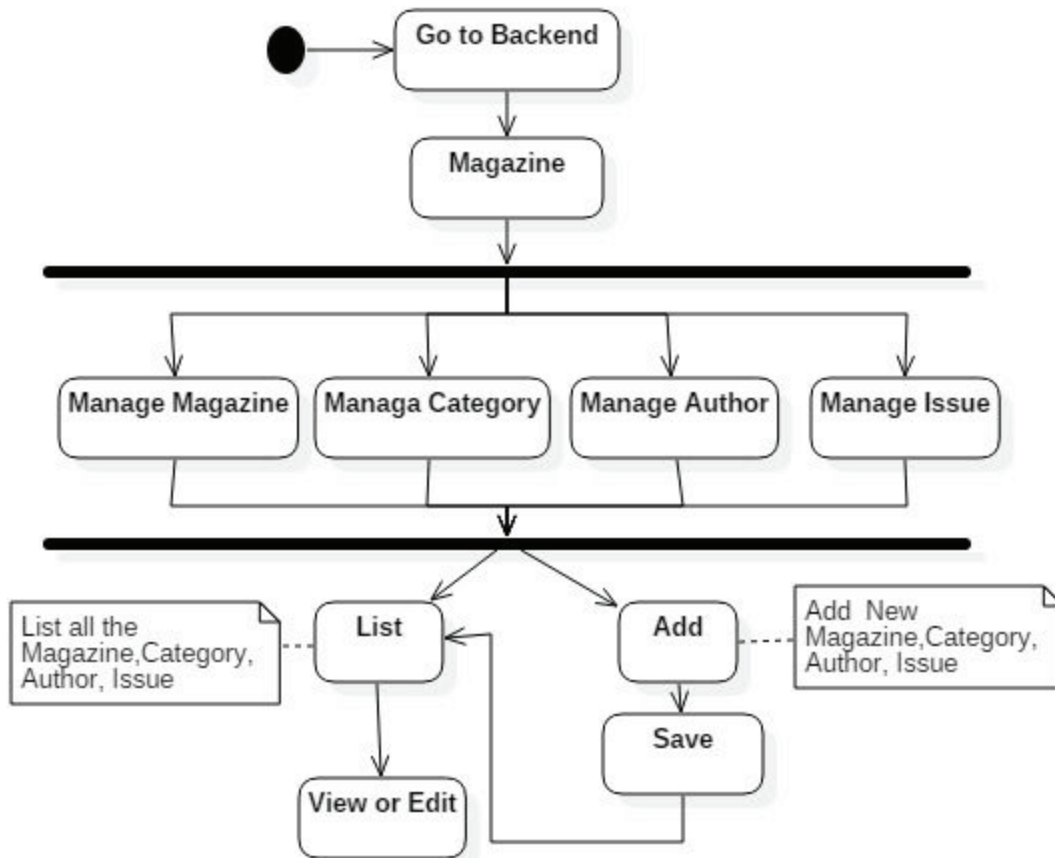 Go to Backend
Magazine
Manage Magazine
Managa Category
Manage Author
Manage Issue
List all the
Magazine,Category,
Author, Issue
List
Add
Add  New
Magazine,Category,
Author, Issue
Save
View or Edit